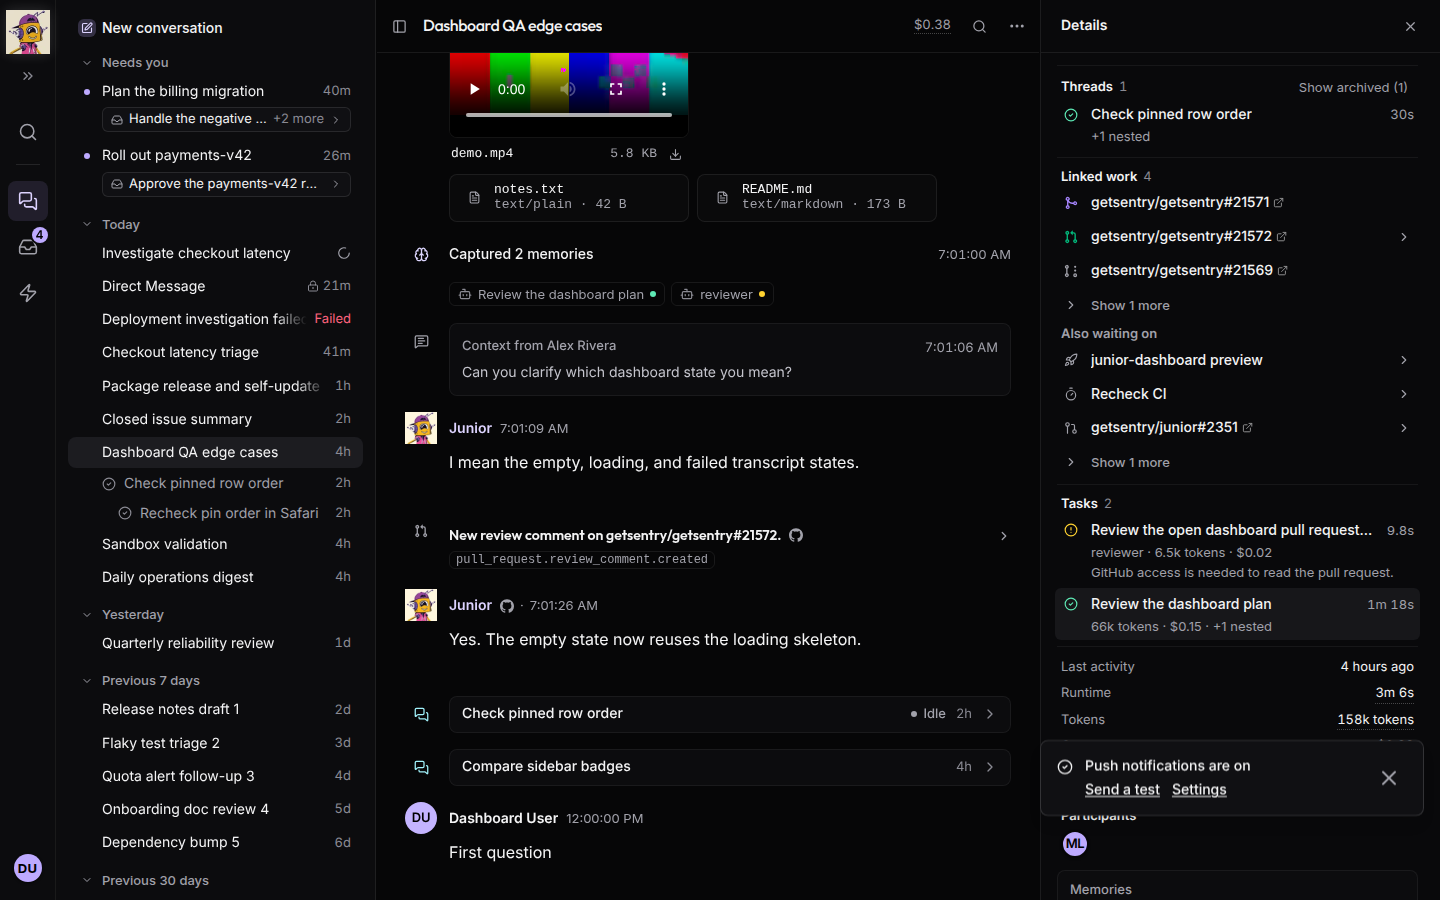 New conversation
Needs you
Plan the billing migration 40m
Handle the negative ... +2 more
Roll out payments-v42 26m
Approve the payments-v42 r...
Today
Investigate checkout latency
Direct Message 21m
Deployment investigation failed Failed
Checkout latency triage 41m
Package release and self-update 1h
Closed issue summary 2h
Dashboard QA edge cases 4h
Check pinned row order 2h
Recheck pin order in Safari 2h
Sandbox validation 4h
Daily operations digest 4h
Yesterday
Quarterly reliability review 1d
Previous 7 days
Release notes draft 1 2d
Flaky test triage 2 3d
Quota alert follow-up 3 4d
Onboarding doc review 4 5d
Dependency bump 5 6d
Previous 30 days
4
DU
Dashboard QA edge cases $0.38
0:00
demo.mp4 5.8 KB
notes.txt
text/plain · 42 B
README.md
text/markdown · 173 B
Captured 2 memories 7:01:00 AM
Review the dashboard plan
reviewer
Context from Alex Rivera 7:01:06 AM
Can you clarify which dashboard state you mean?
Junior 7:01:09 AM
I mean the empty, loading, and failed transcript states.
New review comment on getsentry/getsentry#21572.
pull_request.review_comment.created
Junior · 7:01:26 AM
Yes. The empty state now reuses the loading skeleton.
Check pinned row order Idle 2h
Compare sidebar badges 4h
DU
Dashboard User 12:00:00 PM
First question
Details
Threads 1 Show archived (1)
Check pinned row order 30s
+1 nested
Linked work 4
getsentry/getsentry#21571
getsentry/getsentry#21572
getsentry/getsentry#21569
Show 1 more
Also waiting on
junior-dashboard preview
Recheck CI
getsentry/junior#2351
Show 1 more
Tasks 2
Review the open dashboard pull request... 9.8s
reviewer · 6.5k tokens · $0.02
GitHub access is needed to read the pull request.
Review the dashboard plan 1m 18s
66k tokens · $0.15 · +1 nested
Last activity 4 hours ago
Runtime 3m 6s
Tokens 158k tokens
Push notifications are on
Send a test Settings
Participants
ML
Memories